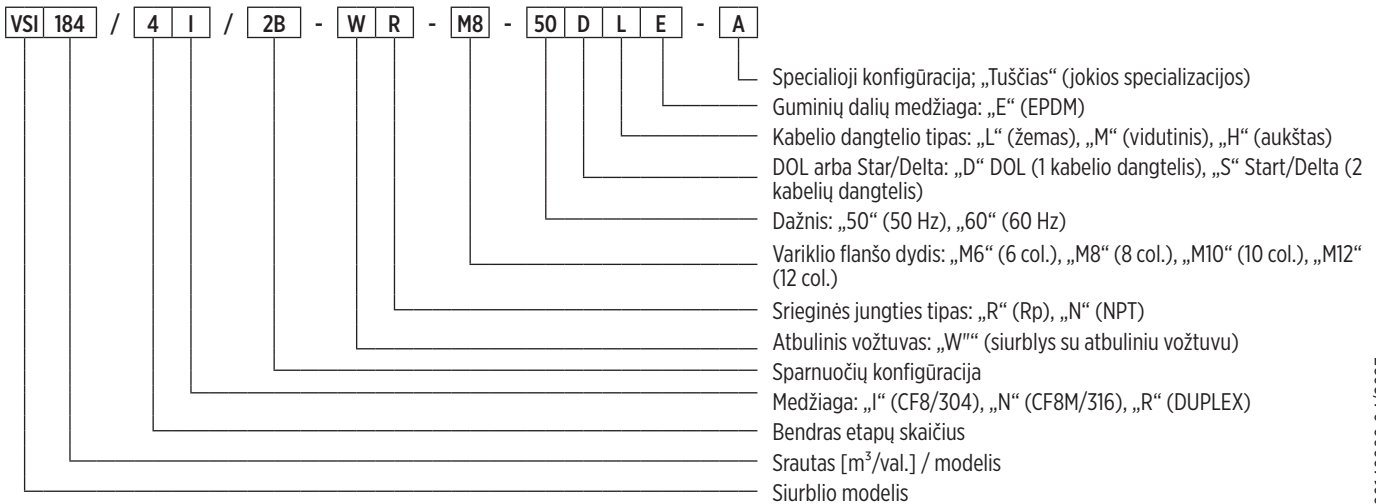 VSI 184 / 4 I / 2B - W R - M8 - 50 D L E - A
Specialioji konfigūracija; „Tuščias“ (jokios specializacijos)
Guminių dalių medžiaga: „E“ (EPDM)
Kabelio dangtelio tipas: „L“ (žemas), „M“ (vidutinis), „H“ (aukštas)
DOL arba Star/Delta: „D“ DOL (1 kabelio dangtelis), „S“ Start/Delta (2
kabelių dangtelis)
Dažnis: „50“ (50 Hz), „60“ (60 Hz)
Variklio flanšo dydis: „M6“ (6 col.), „M8“ (8 col.), „M10“ (10 col.), „M12“
(12 col.)
Srieginės jungties tipas: „R“ (Rp), „N“ (NPT)
Atbulinis vožtuvas: „W"“ (siurblys su atbuliniu vožtuvu)
Sparnuočių konfigūracija
Medžiaga: „I“ (CF8/304), „N“ (CF8M/316), „R“ (DUPLEX)
Bendras etapų skaičius
Srautas [m³/val.] / modelis
Siurblio modelis